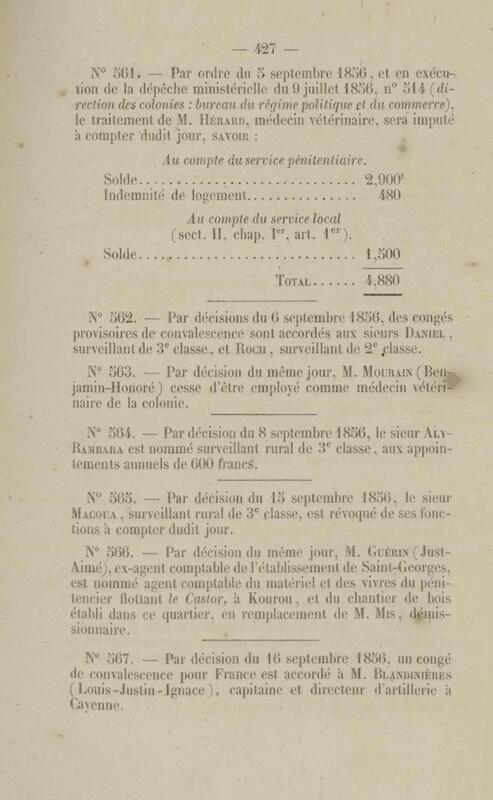 — 427 —
N° 561. — Par ordre du 5 septembre 1856, et en exécu-
tion de la dépêche ministérielle du 9 juillet 1856, n° 514 (di-
rection des colonies : bureau du régime politique et du commerce),
le traitement de M. HÉRARD, médecin vétérinaire, sera imputé
à compter dudit jour, SAVOIR :
Au compte du service pénitentiaire.
Solde........................................ 2,900f
Indemnité de logement................ 480
Au compte du service local
(sect. II, chap. Ier, art. 1er).
Solde........................................ 1,500
TOTAL...... 4,880
N° 562. — Par décisions du 6 septembre 1856, des congés
provisoires de convalescence sont accordés aux sieurs DANIEL,
surveillant de 3e classe, et ROCH, surveillant de 2e classe.
N° 563. — Par décision du même jour, M. MOURAIN (Ben-
jamin-Honoré) cesse d'être employé comme médecin vétéri-
naire de la colonie.
N° 564. — Par décision du 8 septembre 1856, le sieur ALY-
BAMBARA est nommé surveillant rural de 3e classe, aux appoin-
tements annuels de 600 francs.
N° 565. — Par décision du 15 septembre 1856, le sieur
MACOUA, surveillant rural de 3e classe, est révoqué de ses fonc-
tions à compter dudit jour.
N° 566. — Par décision du même jour, M. GUÉRIN (Just-
Aimé), ex-agent comptable de l'établissement de Saint-Georges,
est nommé agent comptable du matériel et des vivres du péni-
tencier flottant le Castor, à Kourou, et du chantier de bois
établi dans ce quartier, en remplacement de M. MIS, démis-
sionnaire.
N° 567. — Par décision du 16 septembre 1856, un congé
de convalescence pour France est accordé à M. BLANDINIÈRES
(Louis-Justin-Ignace), capitaine et directeur d'artillerie à
Cayenne.